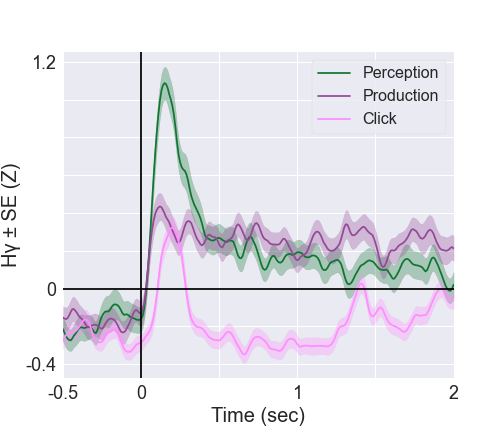 1.2
Perception
Production
Click
Hγ ± SE (Z)
0
-0.4
-0.5
0
1
2
Time (sec)